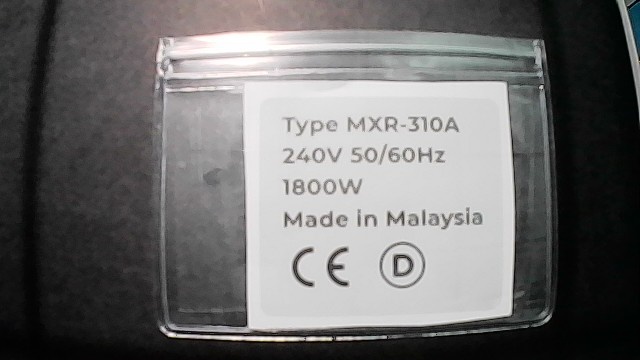 Type MXR-310A
240V 50/60Hz
1800W
Made in Malaysia
CE D